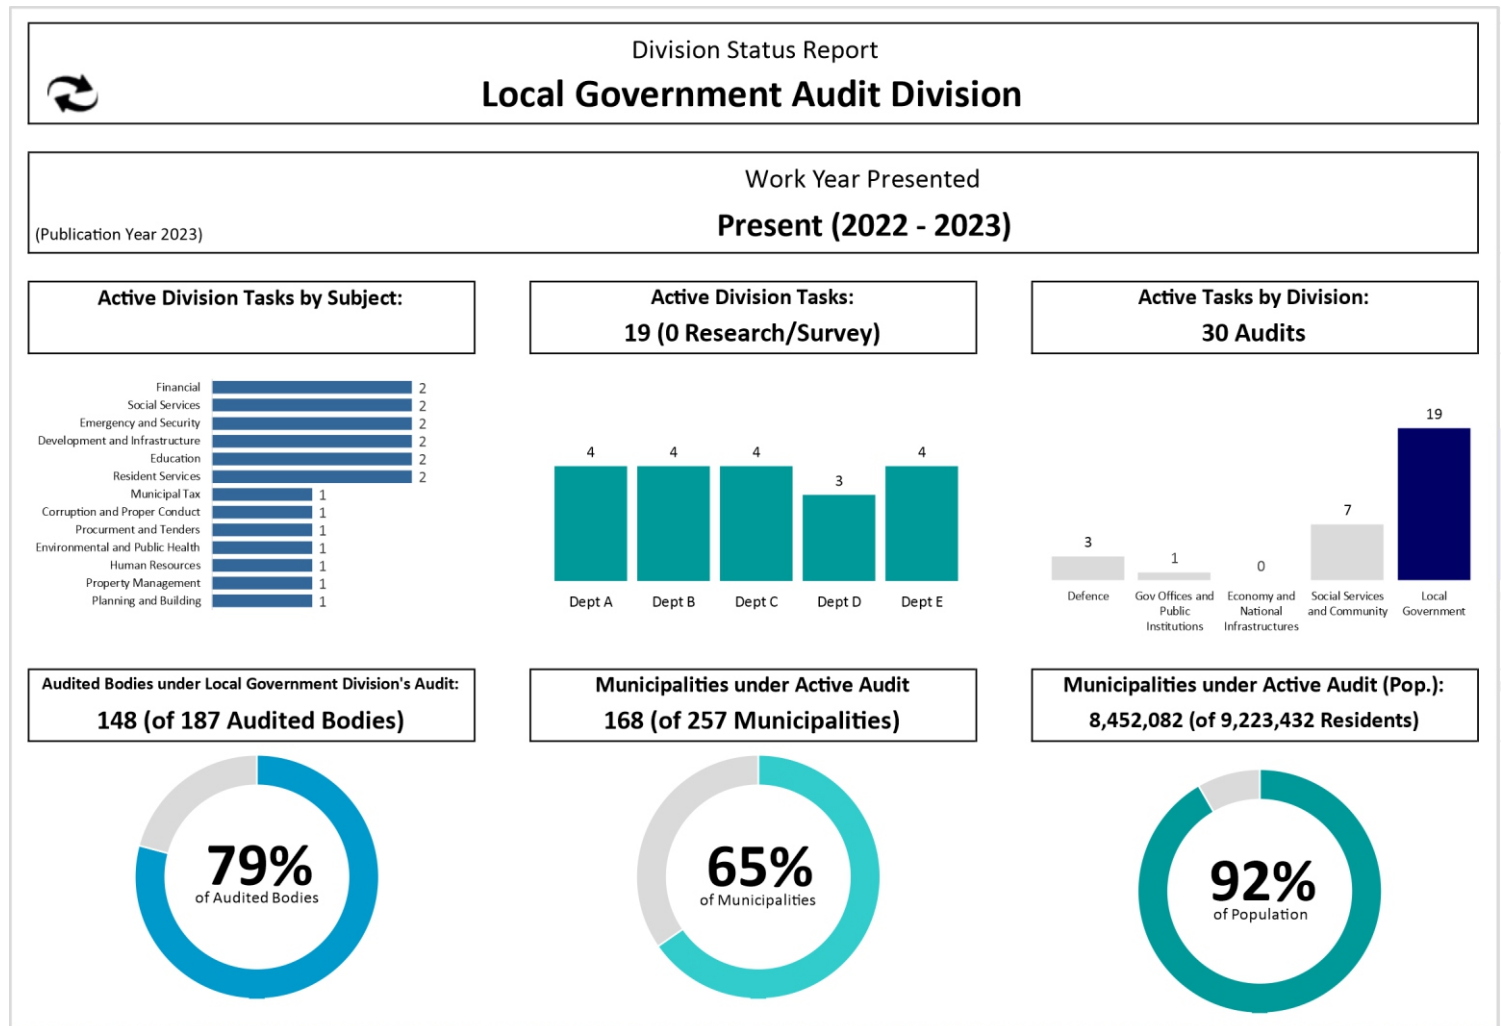 Division Status Report
Local Government Audit Division
Work Year Presented
Present (2022 - 2023)
(Publication Year 2023)
Active Division Tasks by Subject:
Financial 2
Social Services 2
Emergency and Security 2
Development and Infrastructure 2
Education 2
Resident Services 2
Municipal Tax 1
Corruption and Proper Conduct 1
Procurment and Tenders 1
Environmental and Public Health 1
Human Resources 1
Property Management 1
Planning and Building 1
Active Division Tasks:
19 (0 Research/Survey)
4 4 4 3 4
Dept A Dept B Dept C Dept D Dept E
Active Tasks by Division:
30 Audits
3 1 0 7 19
Defence
Gov Offices and
Public
Institutions
Economy and
National
Infrastructures
Social Services
and Community
Local
Government
Audited Bodies under Local Government Division's Audit:
148 (of 187 Audited Bodies)
79%
of Audited Bodies
Municipalities under Active Audit
168 (of 257 Municipalities)
65%
of Municipalities
Municipalities under Active Audit (Pop.):
8,452,082 (of 9,223,432 Residents)
92%
of Population